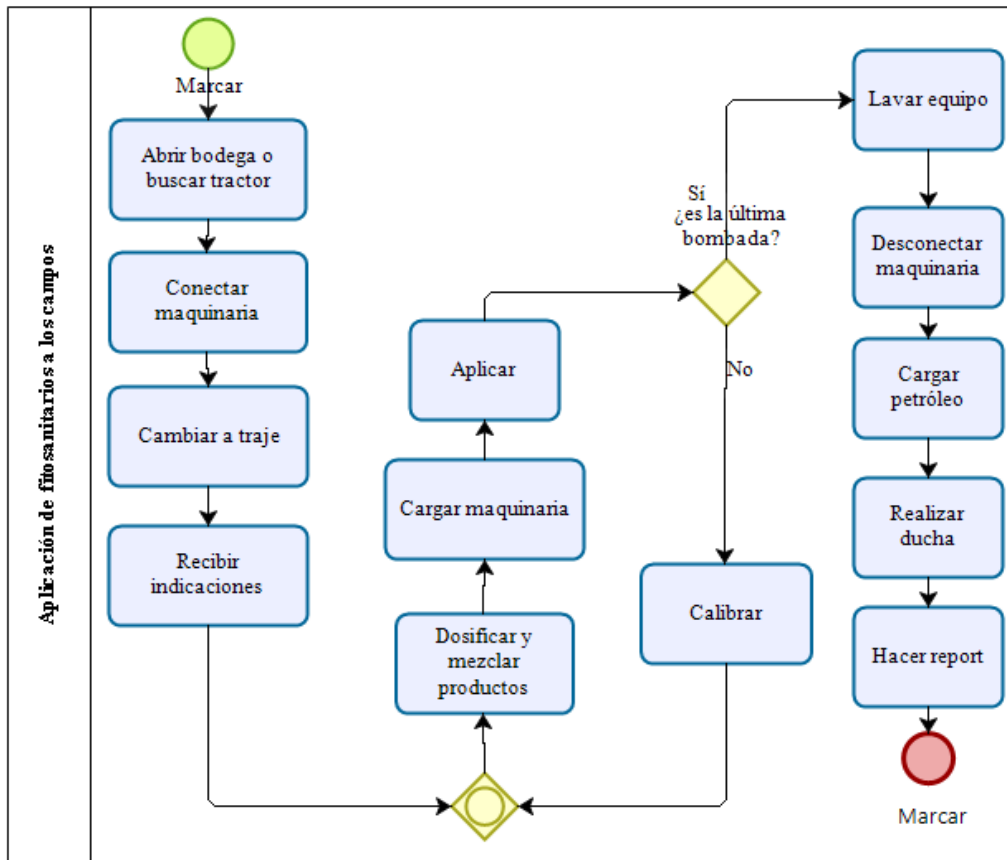 Aplicación de fitosanitarios a los campos
Marcar
Abrir bodega o
buscar tractor
Conectar
maquinaria
Cambiar a traje
Recibir
indicaciones
Dosificar y
mezclar
productos
Cargar maquinaria
Aplicar
Sí
¿es la última
bombada?
No
Calibrar
Lavar equipo
Desconectar
maquinaria
Cargar
petróleo
Realizar
ducha
Hacer report
Marcar